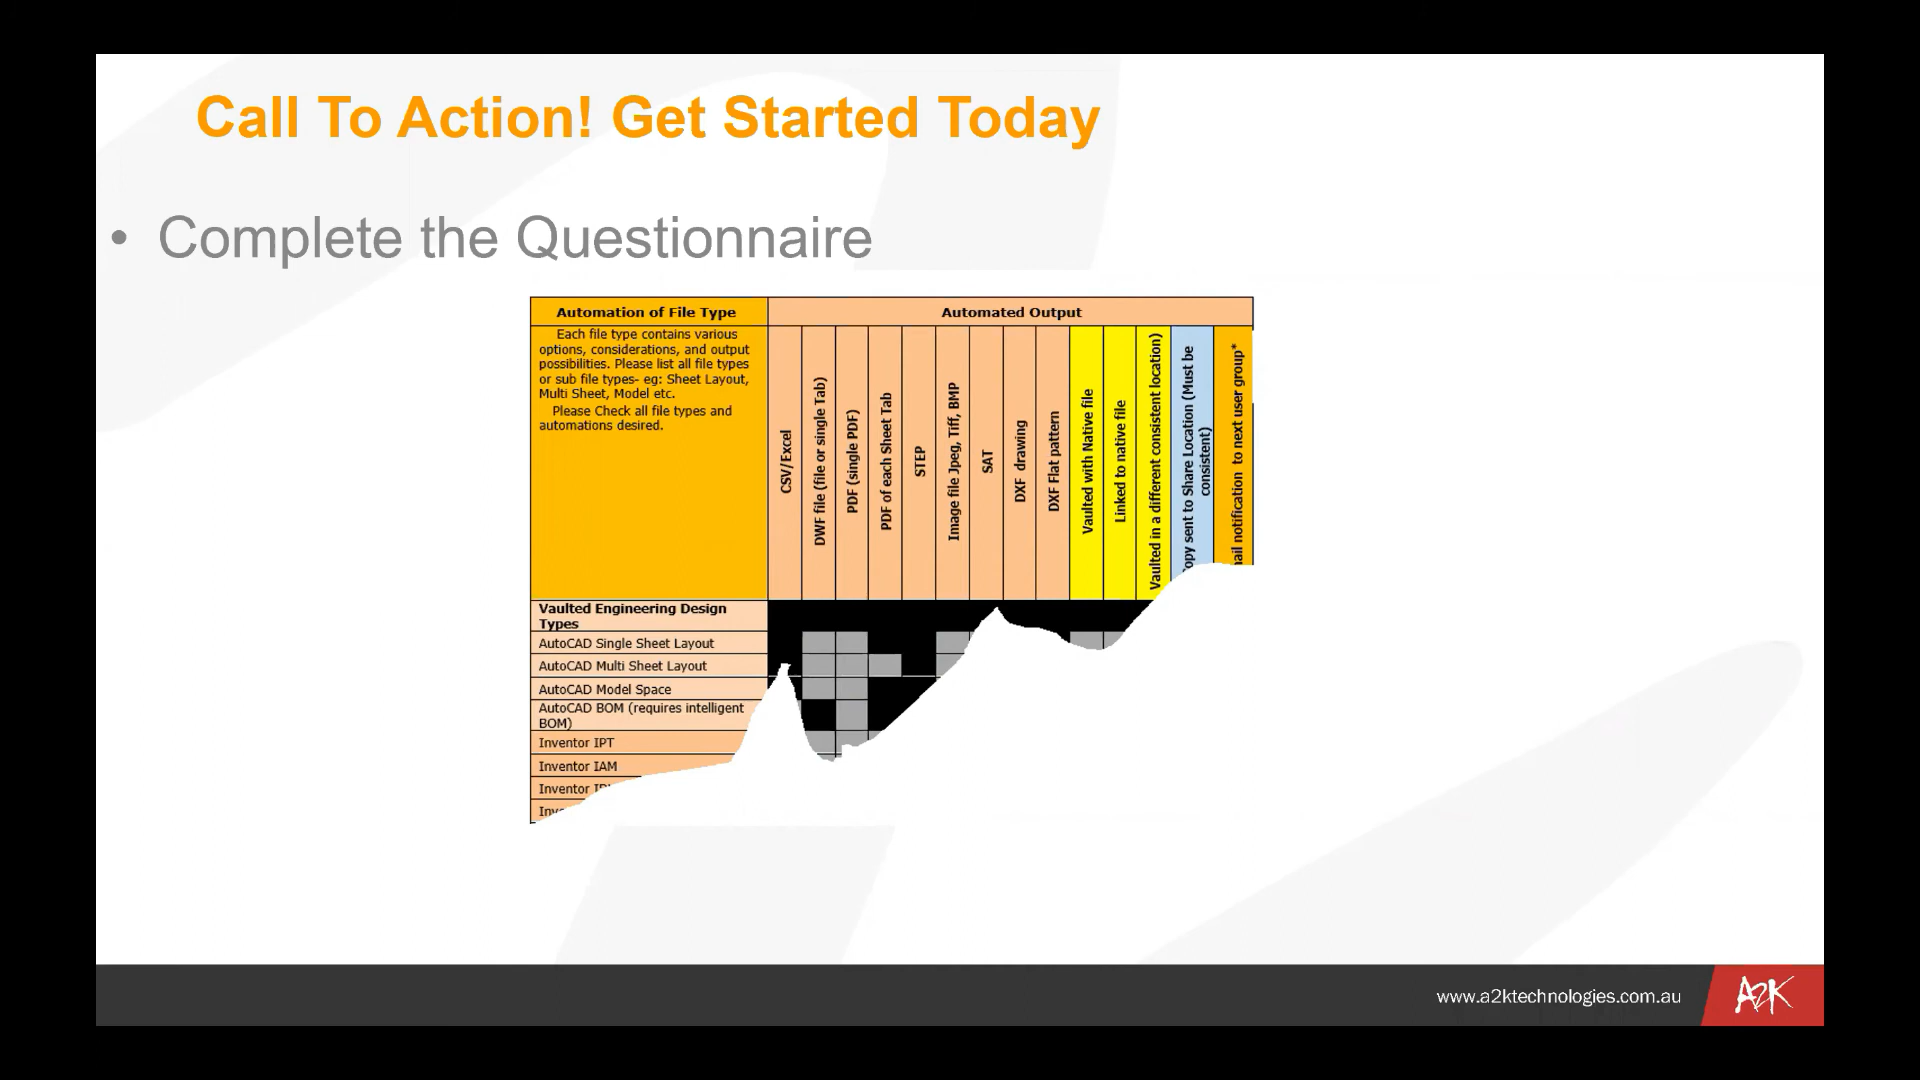 Call To Action! Get Started Today
• Complete the Questionnaire
Automation of File Type
Automated Output
Each file type contains various
options, considerations, and output
possibilities. Please list all file types
or sub file types- eg: Sheet Layout,
Multi Sheet, Model etc.
Please Check all file types and
automations desired.
CSV/Excel
DWF file (file or single Tab)
PDF (single PDF)
PDF of each Sheet Tab
STEP
Image file Jpeg, Tiff, BMP
SAT
DXF drawing
DXF Flat pattern
Vaulted with Native file
Linked to native file
Vaulted in a different consistent location)
opy sent to Share Location (Must be
consistent)
ail notification to next user group*
Vaulted Engineering Design
Types
AutoCAD Single Sheet Layout
AutoCAD Multi Sheet Layout
AutoCAD Model Space
AutoCAD BOM (requires intelligent
BOM)
Inventor IPT
Inventor IAM
Inventor
www.a2ktechnologies.com.au
A2K